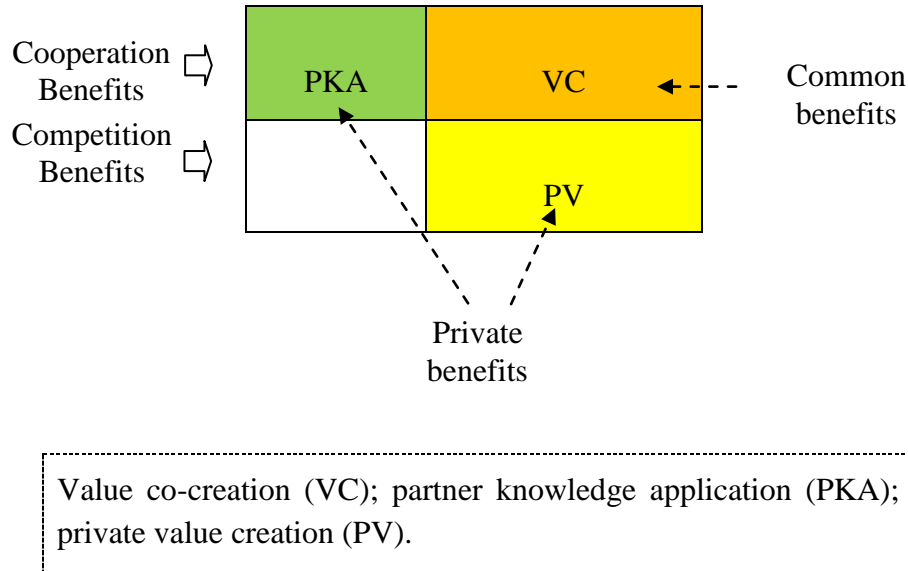 Cooperation
Benefits
PKA
VC
Common
benefits
Competition
Benefits
PV
Private
benefits
Value co-creation (VC); partner knowledge application (PKA);
private value creation (PV).